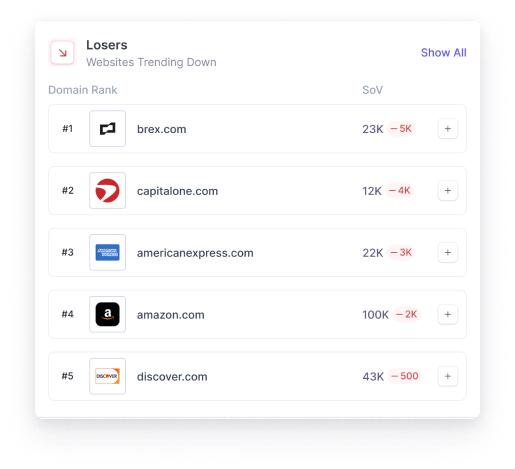 Losers
Websites Trending Down
Show All
Domain Rank SoV
#1 brex.com 23K – 5K +
#2 capitalone.com 12K – 4K +
#3 americanexpress.com 22K – 3K +
#4 a amazon.com 100K – 2K +
#5 DISCOVER discover.com 43K – 500 +